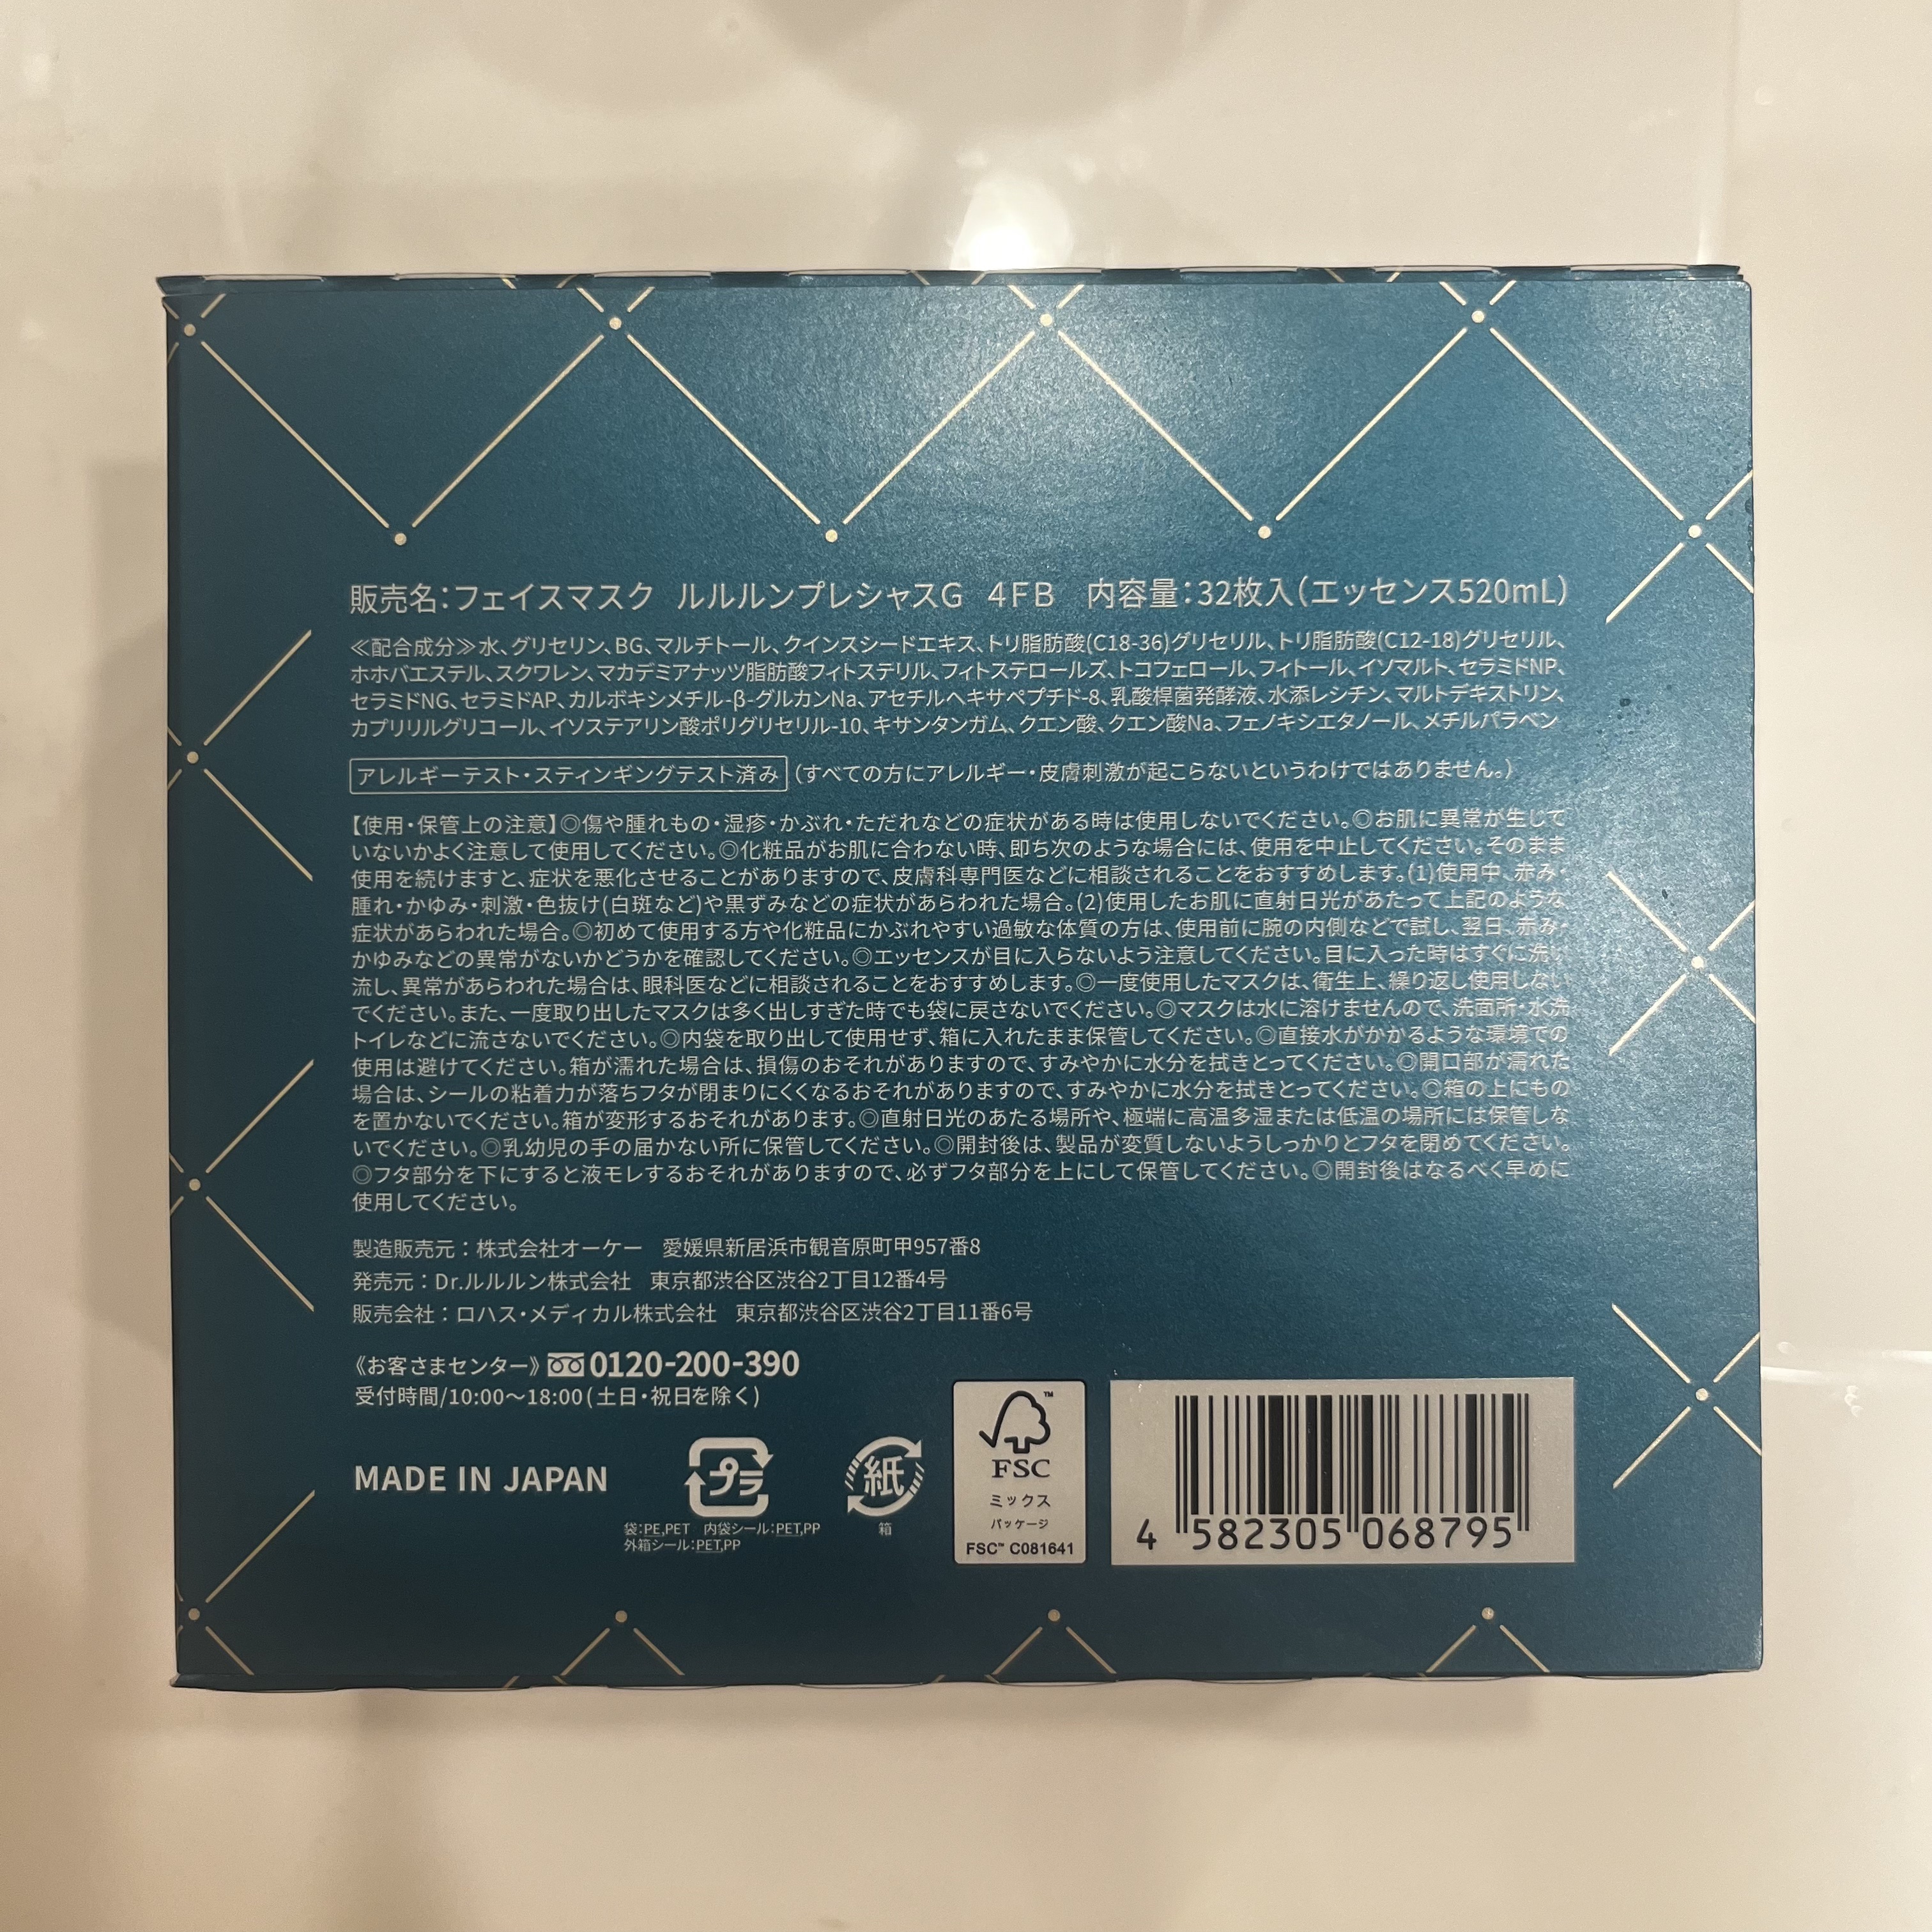 販売名：フェイスマスク ルルルンプレシャスG 4FB 内容量：32枚入（エッセンス520mL）
≪配合成分≫水、グリセリン、BG、マルチトール、クインスシードエキス、トリ脂肪酸(C18-36)グリセリル、トリ脂肪酸(C12-18)グリセリル、
ホホバエステル、スクワレン、マカデミアナッツ脂肪酸フィトステリル、フィトステロールズ、トコフェロール、フィトール、イソマルト、セラミドNP、
セラミドNG、セラミドAP、カルボキシメチル-β-グルカンNa、アセチルヘキサペプチド-8、乳酸桿菌発酵液、水添レシチン、マルトデキストリン、
カプリリルグリコール、イソステアリン酸ポリグリセリル-10、キサンタンガム、クエン酸、クエン酸Na、フェノキシエタノール、メチルパラベン
アレルギーテスト・スティンギングテスト済み（すべての方にアレルギー・皮膚刺激が起こらないというわけではありません。）
【使用・保管上の注意】◎傷や腫れもの・湿疹・かぶれ・ただれなどの症状がある時は使用しないでください。◎お肌に異常が生じて
いないかよく注意して使用してください。◎化粧品がお肌に合わない時、即ち次のような場合には、使用を中止してください。そのまま
使用を続けますと、症状を悪化させることがありますので、皮膚科専門医などに相談されることをおすすめします。(1)使用中、赤み・
腫れ・かゆみ・刺激・色抜け(白斑など)や黒ずみなどの症状があらわれた場合。(2)使用したお肌に直射日光があたって上記のような
症状があらわれた場合。◎初めて使用する方や化粧品にかぶれやすい過敏な体質の方は、使用前に腕の内側などで試し、翌日、赤み・
かゆみなどの異常がないかどうかを確認してください。◎エッセンスが目に入らないよう注意してください。目に入った時はすぐに洗い
流し、異常があらわれた場合は、眼科医などに相談されることをおすすめします。◎一度使用したマスクは、衛生上、繰り返し使用しない
でください。また、一度取り出したマスクは多く出しすぎた時でも袋に戻さないでください。◎マスクは水に溶けませんので、洗面所・水洗
トイレなどに流さないでください。◎内袋を取り出して使用せず、箱に入れたまま保管してください。◎直接水がかかるような環境での
使用は避けてください。箱が濡れた場合は、損傷のおそれがありますので、すみやかに水分を拭きとってください。◎開口部が濡れた
場合は、シールの粘着力が落ちフタが閉まりにくくなるおそれがありますので、すみやかに水分を拭きとってください。◎箱の上にもの
を置かないでください。箱が変形するおそれがあります。◎直射日光のあたる場所や、極端に高温多湿または低温の場所には保管しな
いでください。◎乳幼児の手の届かない所に保管してください。◎開封後は、製品が変質しないようしっかりとフタを閉めてください。
◎フタ部分を下にすると液モレするおそれがありますので、必ずフタ部分を上にして保管してください。◎開封後はなるべく早めに
使用してください。
製造販売元：株式会社オーケー 愛媛県新居浜市観音原町甲957番8
発売元：Dr.ルルルン株式会社 東京都渋谷区渋谷2丁目12番4号
販売会社：ロハス・メディカル株式会社 東京都渋谷区渋谷2丁目11番6号
《お客さまセンター》0120-200-390
受付時間/10:00～18:00(土日・祝日を除く)
MADE IN JAPAN
プラ
袋：PE,PET 内袋シール：PET,PP
外箱シール：PET,PP
紙
箱
FSC™
ミックス
パッケージ
FSC™ C081641
4 582305 068795